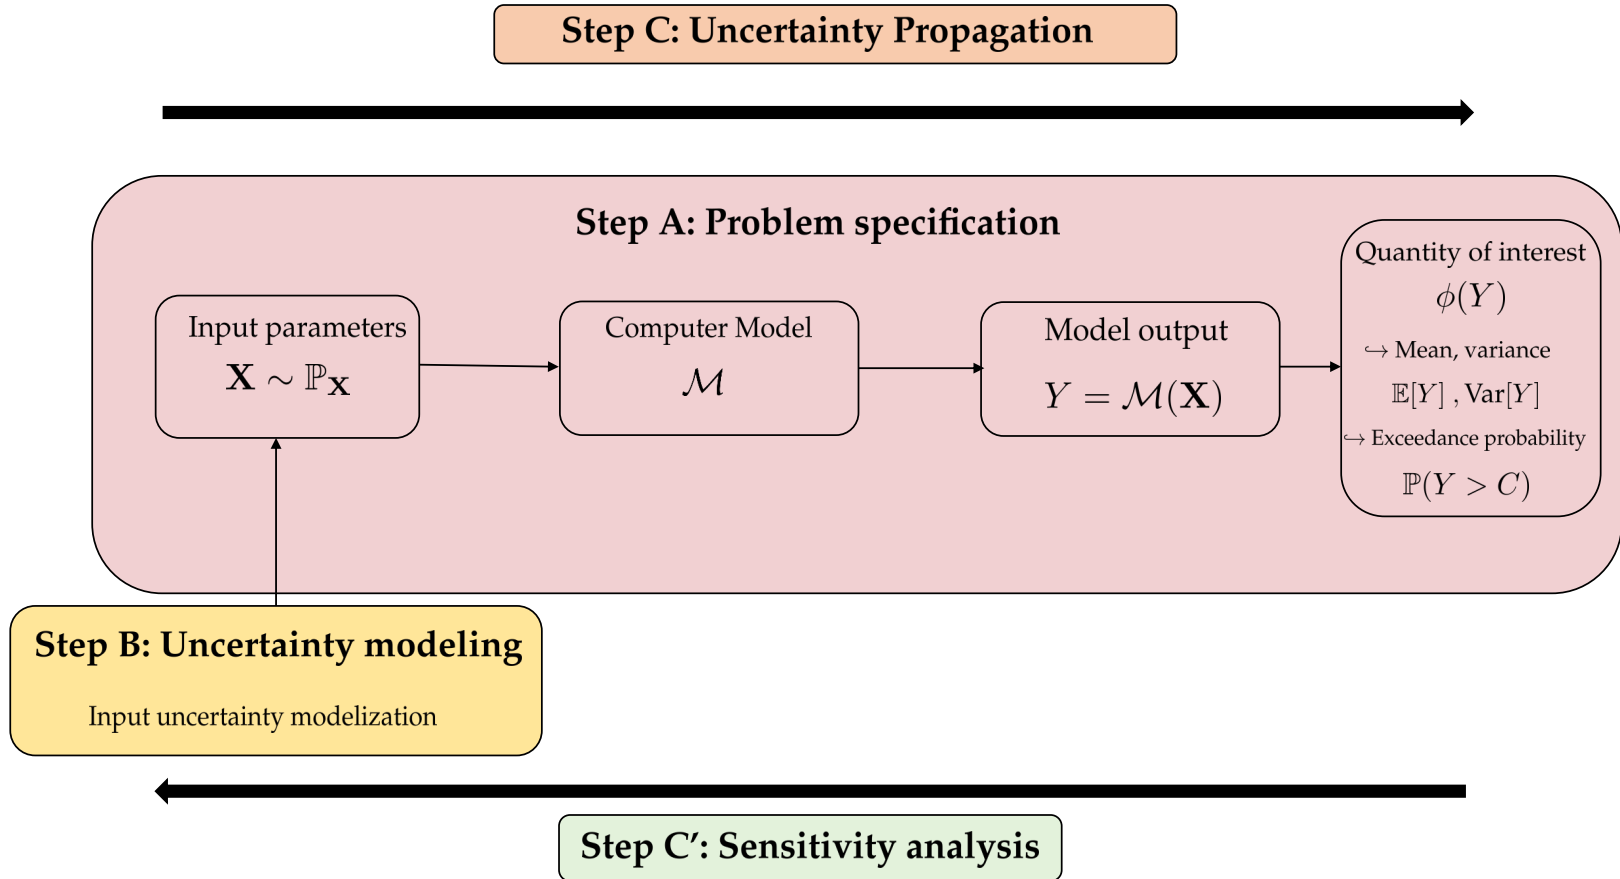 Step C: Uncertainty Propagation
Step A: Problem specification
Input parameters
𝐗 ∼ ℙ_𝐗
Computer Model
ℳ
Model output
Y = ℳ(𝐗)
Quantity of interest
ϕ(Y)
↪ Mean, variance
𝔼[Y] , Var[Y]
↪ Exceedance probability
ℙ(Y > C)
Step B: Uncertainty modeling
Input uncertainty modelization
Step C': Sensitivity analysis